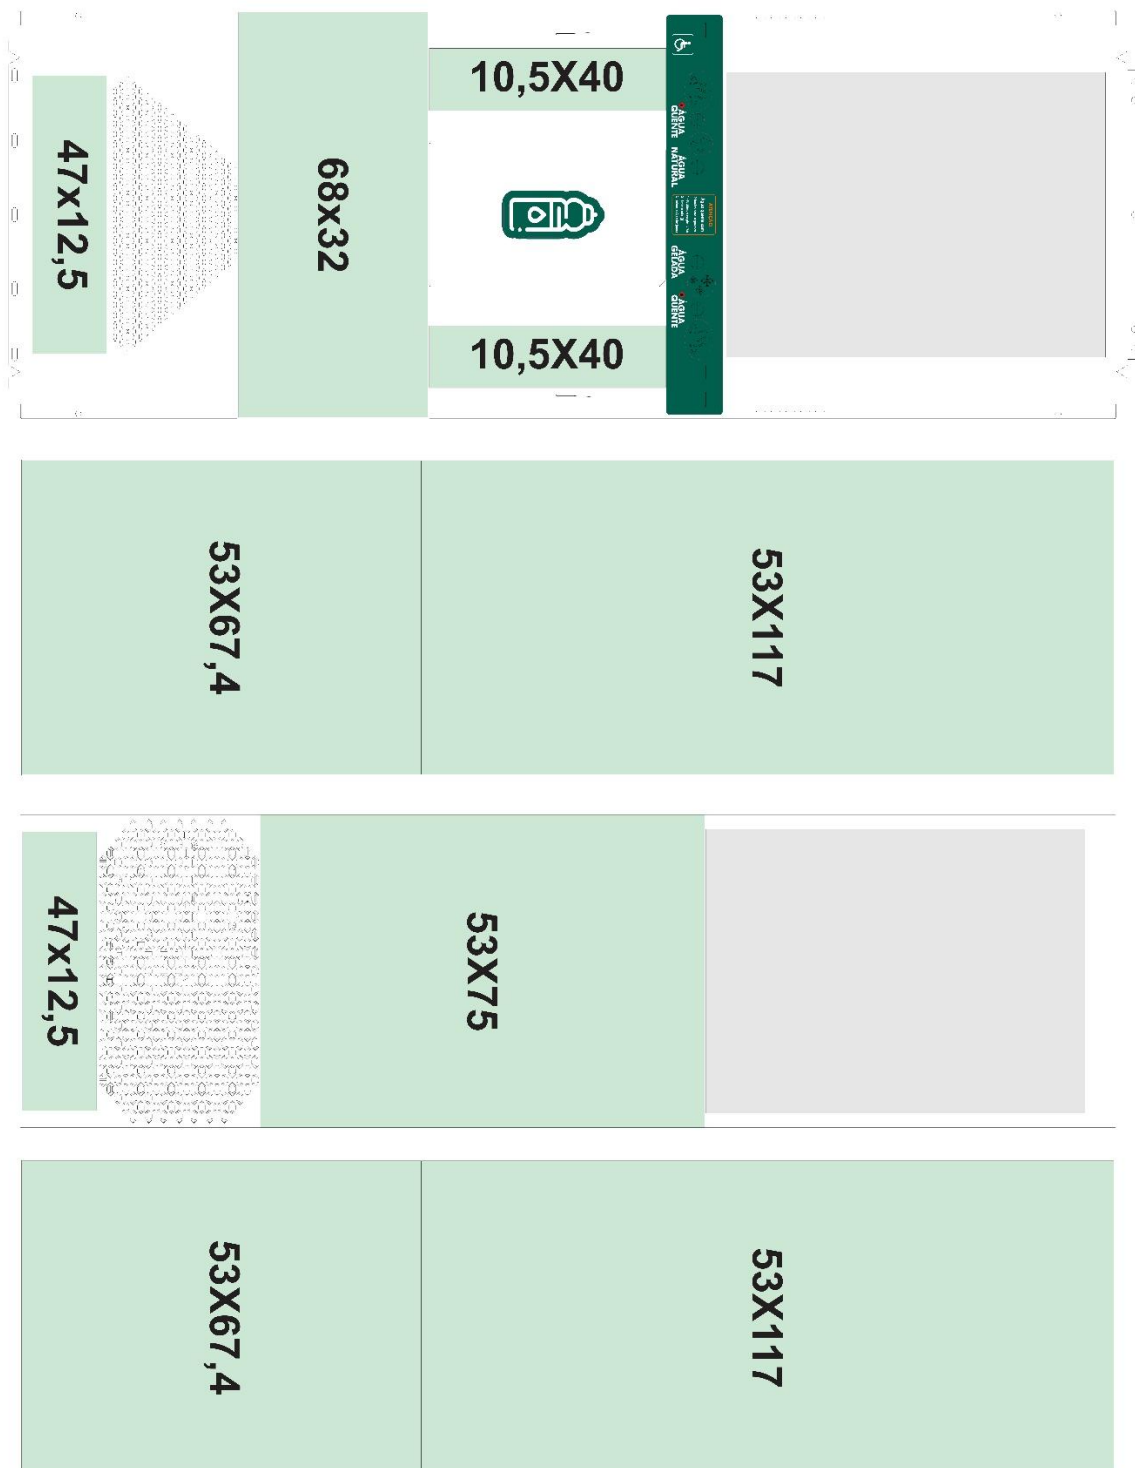 10,5X40
47x12,5
68x32
10,5X40
ÁGUA
QUENTE
ÁGUA
NATURAL
ATENÇÃO
ÁGUA
GELADA
ÁGUA
QUENTE
53X67,4
53X117
47x12,5
53X75
53X67,4
53X117